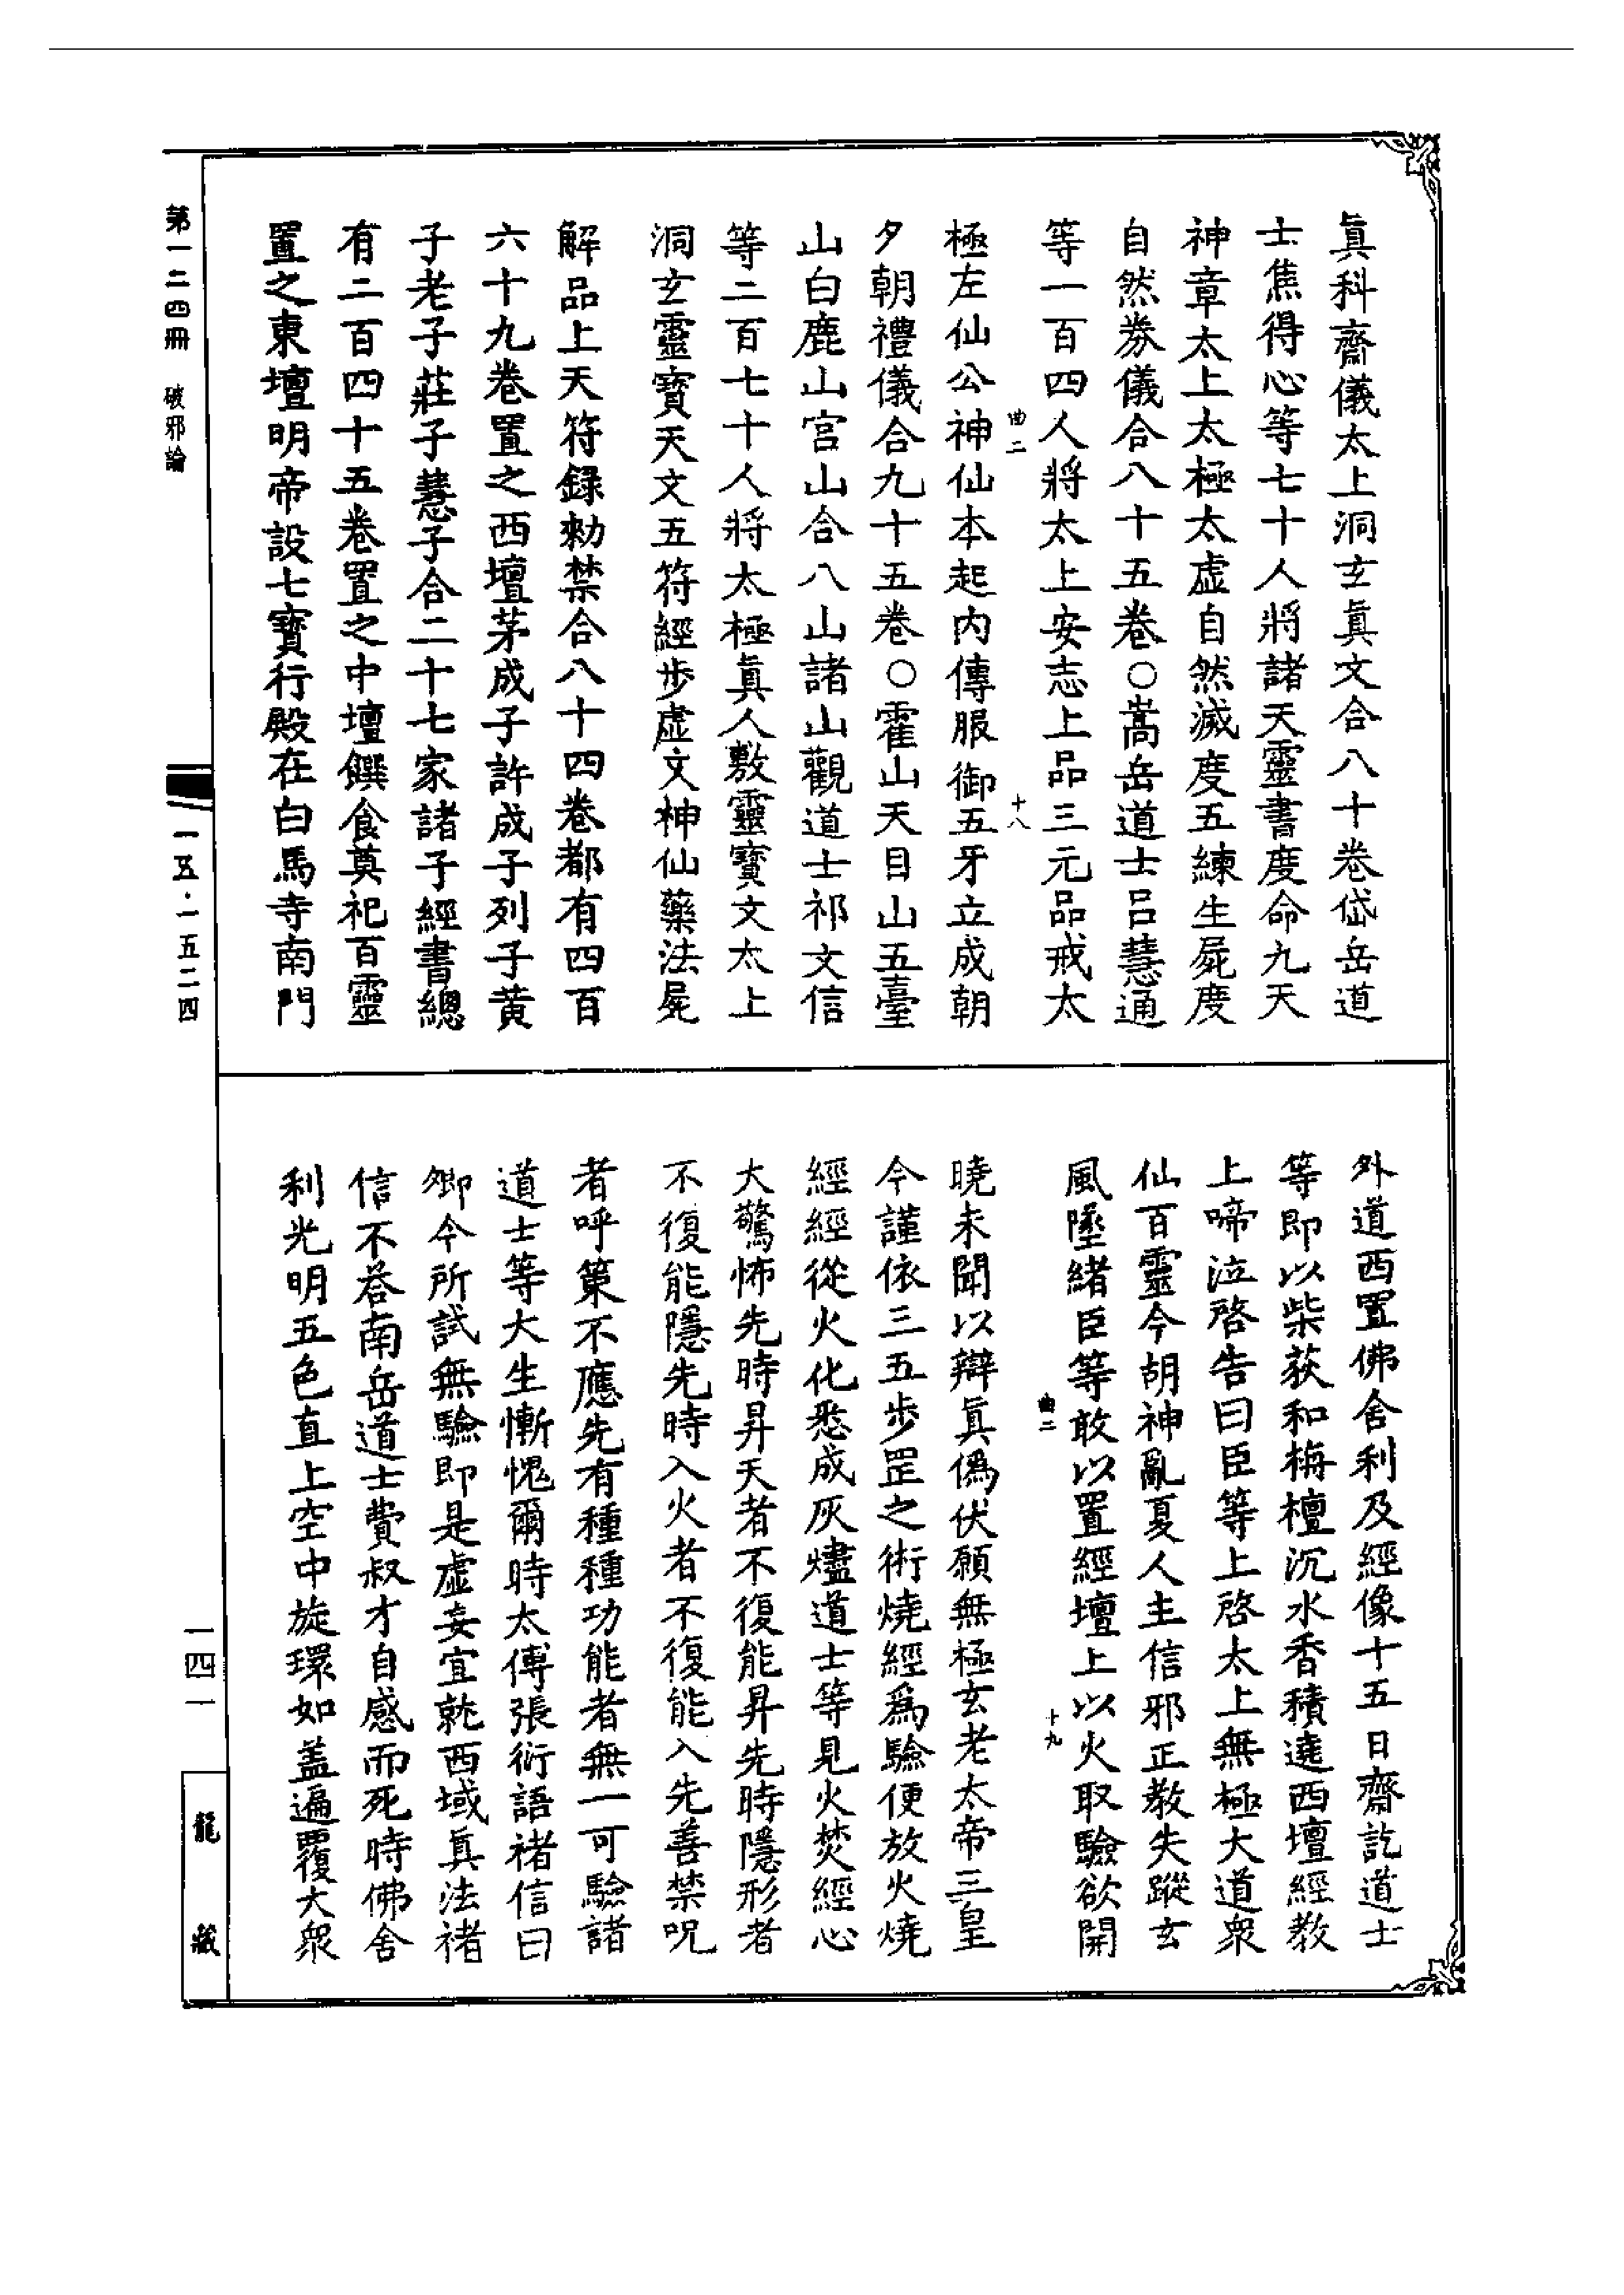 眞科齋儀太上洞玄眞文合八十卷岱岳道
士焦得心等七十人將諸天靈書度命九天
神章太上太極太虛自然滅度五練生屍度
自然券儀合八十五卷○嵩岳道士呂慧通
等一百四人將太上安志上品三元品戒太
曲二 十八
極左仙公神仙本起內傳服御五牙立成朝
夕朝禮儀合九十五卷○霍山天目山五臺
山白鹿山宮山合八山諸山觀道士祁文信
等二百七十人將太極眞人敷靈寶文太上
洞玄靈寶天文五符經步虛文神仙藥法屍
解品上天符錄勑禁合八十四卷都有四百
六十九卷置之西壇茅成子許成子列子黃
子老子莊子慧子合二十七家諸子經書總
有二百四十五卷置之中壇饌食奠祀百靈
置之東壇明帝設七寶行殿在白馬寺南門
外道西置佛舍利及經像十五日齋訖道士
等即以柴荻和栴檀沉水香積遶西壇經教
上啼泣啓告曰臣等上啓太上無極大道衆
仙百靈今胡神亂夏人主信邪正教失蹤玄
風墜緒臣等敢以置經壇上以火取驗欲開
曲二 十九
曉未聞以辯眞僞伏願無極玄老太帝三皇
今謹依三五步罡之術燒經爲驗便放火燒
經經從火化悉成灰燼道士等見火焚經心
大驚怖先時昇天者不復能昇先時隱形者
不復能隱先時入火者不復能入先善禁呪
者呼策不應先有種種功能者無一可驗諸
道士等大生慚愧爾時太傅張衍語褚信曰
卿今所試無驗即是虛妄宜就西域真法褚
信不荅南岳道士費叔才自感而死時佛舍
利光明五色直上空中旋環如盖遍覆大衆
第一二四冊 破邪論
一五·一五二四
一四一
龍藏